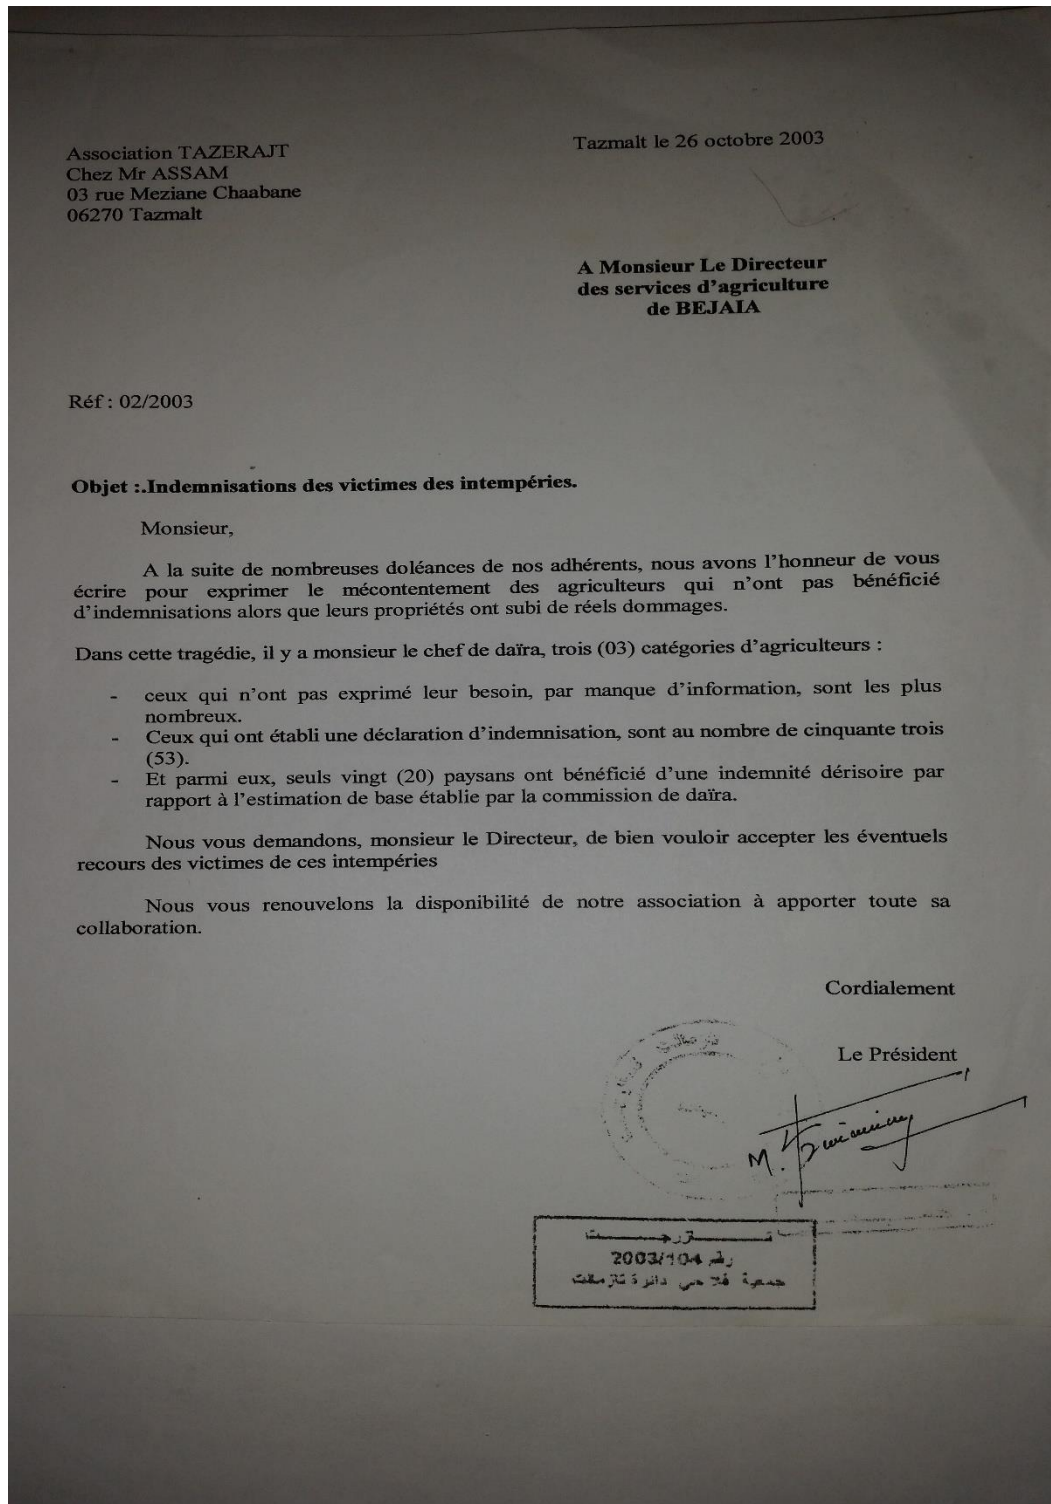 Association TAZERAJT
Chez Mr ASSAM
03 rue Meziane Chaabane
06270 Tazmalt
Tazmalt le 26 octobre 2003
A Monsieur Le Directeur
des services d’agriculture
de BEJAIA
Réf : 02/2003
Objet :.Indemnisations des victimes des intempéries.
Monsieur,
A la suite de nombreuses doléances de nos adhérents, nous avons l’honneur de vous
écrire pour exprimer le mécontentement des agriculteurs qui n’ont pas bénéficié
d’indemnisations alors que leurs propriétés ont subi de réels dommages.
Dans cette tragédie, il y a monsieur le chef de daïra, trois (03) catégories d’agriculteurs :
- ceux qui n’ont pas exprimé leur besoin, par manque d’information, sont les plus
nombreux.
- Ceux qui ont établi une déclaration d’indemnisation, sont au nombre de cinquante trois
(53).
- Et parmi eux, seuls vingt (20) paysans ont bénéficié d’une indemnité dérisoire par
rapport à l’estimation de base établie par la commission de daïra.
Nous vous demandons, monsieur le Directeur, de bien vouloir accepter les éventuels
recours des victimes de ces intempéries
Nous vous renouvelons la disponibilité de notre association à apporter toute sa
collaboration.
Cordialement
Le Président
M.
رقم 2003/104
جمعية فلاحي دائرة تازمالت